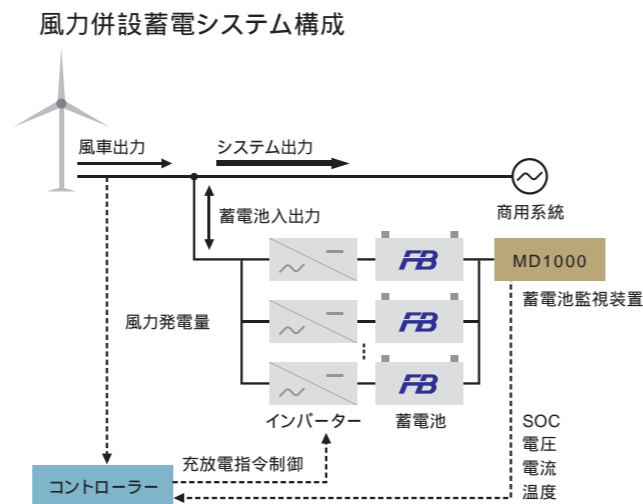 風力併設蓄電システム構成
風車出力
システム出力
蓄電池入出力
商用系統
FB
MD1000
蓄電池監視装置
風力発電量
FB
FB
インバーター
蓄電池
SOC
電圧
電流
温度
充放電指令制御
コントローラー